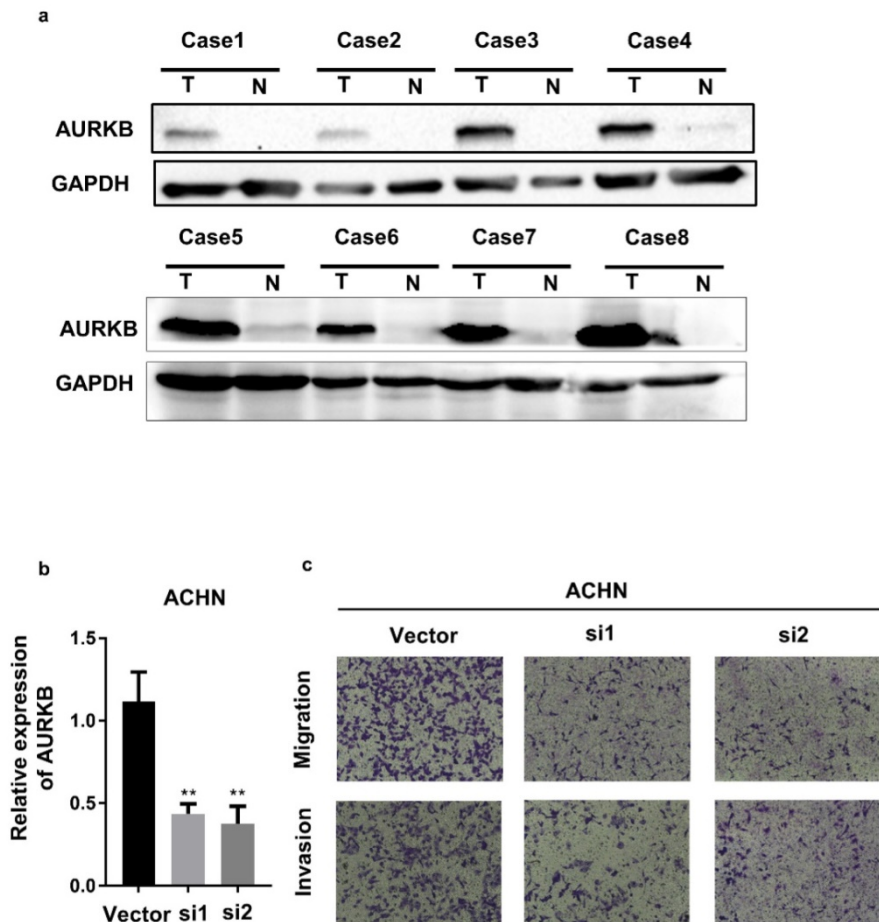 a
Case1 Case2 Case3 Case4
T N T N T N T N
AURKB
GAPDH
Case5 Case6 Case7 Case8
T N T N T N T N
AURKB
GAPDH
b
ACHN
Relative expression
of AURKB
1.5
1.0
0.5
0.0
** **
Vector si1 si2
c
ACHN
Vector si1 si2
Migration
Invasion